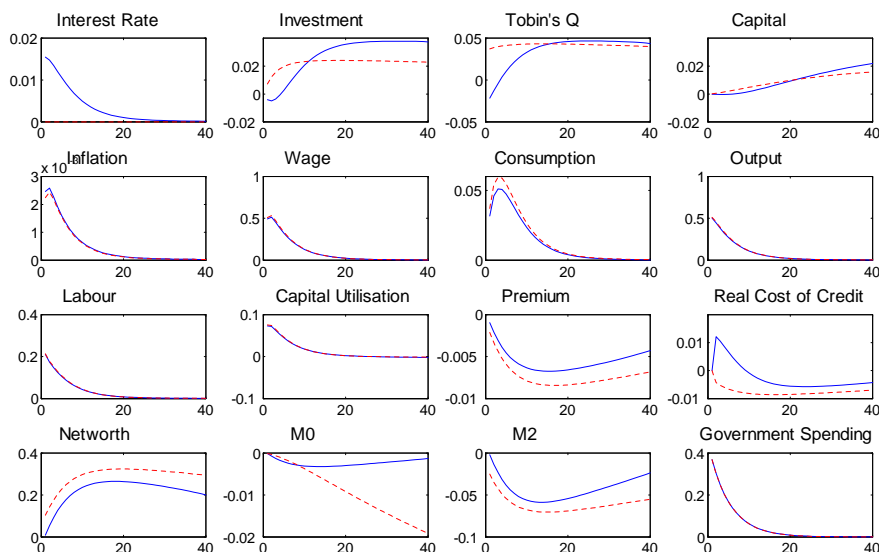 Interest Rate Investment Tobin's Q Capital
0.02 0.01 0 0 20 40
0.02 0 -0.02 0 20 40
0.05 0 -0.05 0 20 40
0.02 0 -0.02 0 20 40
Inflation Wage Consumption Output
3 2 1 0 0 20 40
1 0.5 0 0 20 40
0.05 0 0 20 40
1 0.5 0 0 20 40
Labour Capital Utilisation Premium Real Cost of Credit
0.4 0.2 0 0 20 40
0.1 0 -0.1 0 20 40
0 -0.005 -0.01 0 20 40
0.01 0 -0.01 0 20 40
Networth M0 M2 Government Spending
0.4 0.2 0 0 20 40
0 -0.01 -0.02 0 20 40
0 -0.05 -0.1 0 20 40
0.4 0.2 0 0 20 40